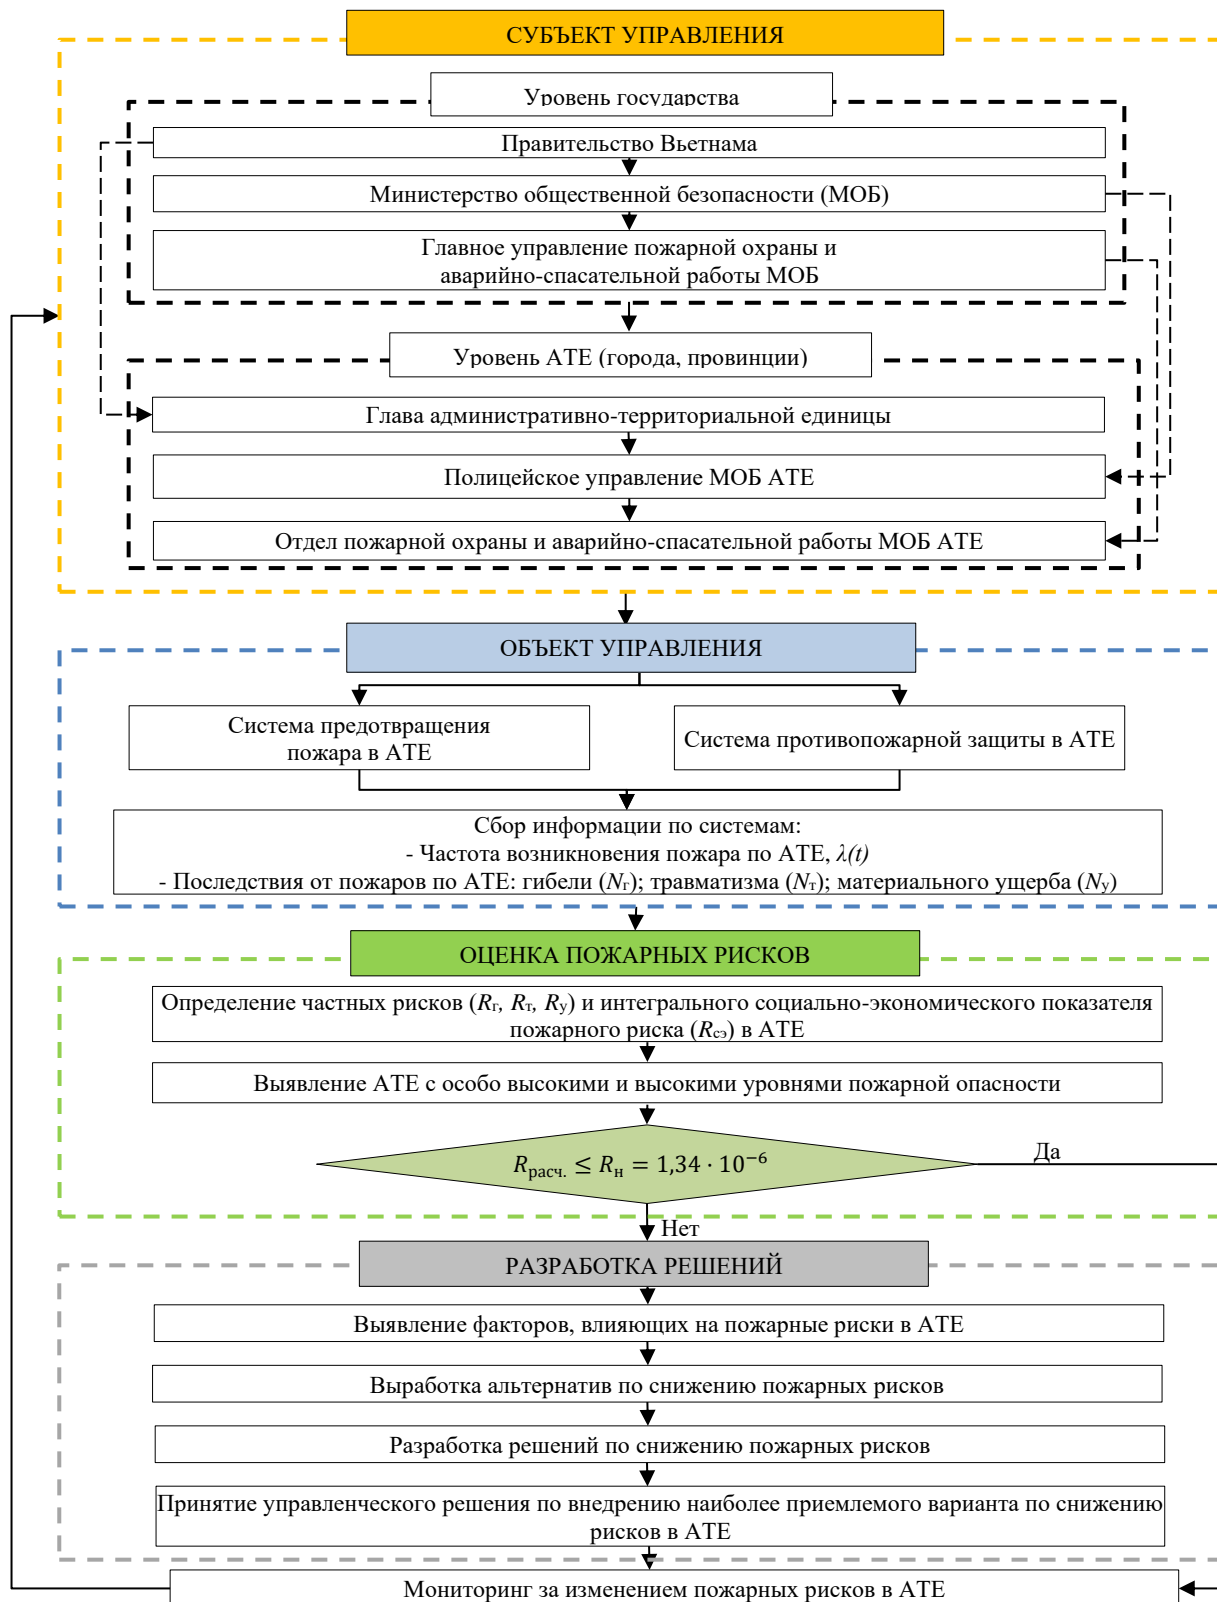 СУБЪЕКТ УПРАВЛЕНИЯ
Уровень государства
Правительство Вьетнама
Министерство общественной безопасности (МОБ)
Главное управление пожарной охраны и
аварийно-спасательной работы МОБ
Уровень АТЕ (города, провинции)
Глава административно-территориальной единицы
Полицейское управление МОБ АТЕ
Отдел пожарной охраны и аварийно-спасательной работы МОБ АТЕ
ОБЪЕКТ УПРАВЛЕНИЯ
Система предотвращения
пожара в АТЕ
Система противопожарной защиты в АТЕ
Сбор информации по системам:
- Частота возникновения пожара по АТЕ, λ(t)
- Последствия от пожаров по АТЕ: гибели (Nг); травматизма (Nт); материального ущерба (Nу)
ОЦЕНКА ПОЖАРНЫХ РИСКОВ
Определение частных рисков (Rг, Rт, Rу) и интегрального социально-экономического показателя
пожарного риска (Rсэ) в АТЕ
Выявление АТЕ с особо высокими и высокими уровнями пожарной опасности
Rрасч. ≤ Rн = 1,34 · 10⁻⁶
Да
Нет
РАЗРАБОТКА РЕШЕНИЙ
Выявление факторов, влияющих на пожарные риски в АТЕ
Выработка альтернатив по снижению пожарных рисков
Разработка решений по снижению пожарных рисков
Принятие управленческого решения по внедрению наиболее приемлемого варианта по снижению
рисков в АТЕ
Мониторинг за изменением пожарных рисков в АТЕ